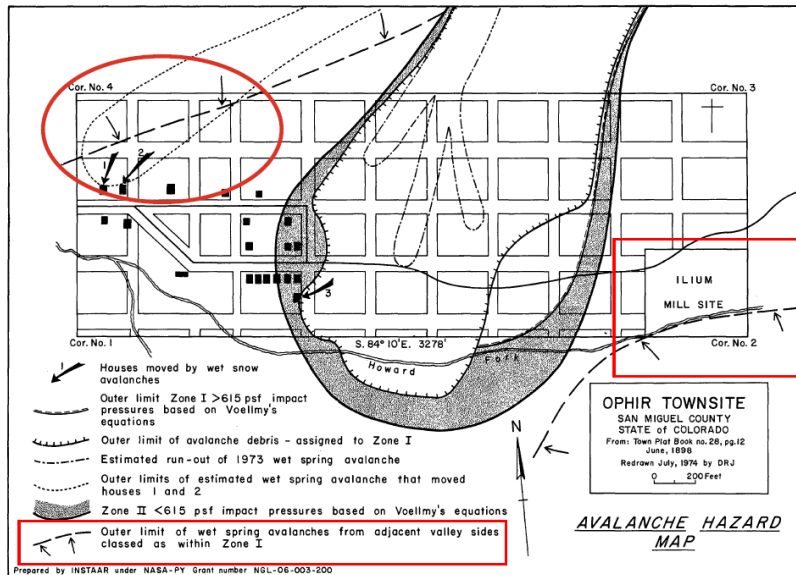 Cor. No. 4
Cor. No. 3
1
2
3
ILIUM
MILL SITE
Cor. No. 1
S. 84° 10'E. 3278'
Cor. No. 2
Howard Fork
1
Houses moved by wet snow
avalanches
Outer limit Zone I >615 psf impact
pressures based on Voellmy's
equations
Outer limit of avalanche debris - assigned to Zone I
Estimated run-out of 1973 wet spring avalanche
Outer limits of estimated wet spring avalanche that moved
houses 1 and 2
Zone II <615 psf impact pressures based on Voellmy's equations
Outer limit of wet spring avalanches from adjacent valley sides
classed as within Zone I
N
OPHIR TOWNSITE
SAN MIGUEL COUNTY
STATE of COLORADO
From: Town Plat Book no. 28, pg. 12
June, 1898
Redrawn July, 1974 by DRJ
0 200 Feet
AVALANCHE HAZARD
MAP
Prepared by INSTAAR under NASA-PY Grant number NGL-06-003-200